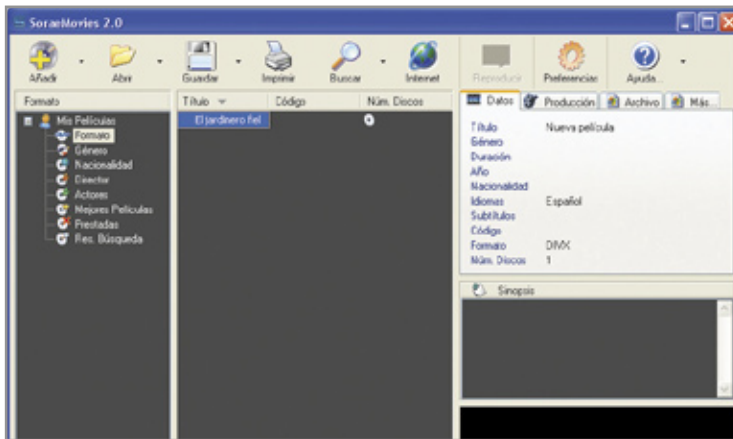 SoraeMovies 2.0
Añadir Abrir Guardar Imprimir Buscar Internet Reproducir Preferencias Ayuda...
Formato
Mis Películas
Formato
Género
Nacionalidad
Director
Actores
Mejores Películas
Prestadas
Res. Búsqueda
Título Código Núm. Discos
El jardinero fiel
Datos Producción Archivo Más...
Título Nueva película
Género
Duración
Año
Nacionalidad
Idiomas Español
Subtítulos
Código
Formato DIVX
Núm. Discos 1
Sinopsis